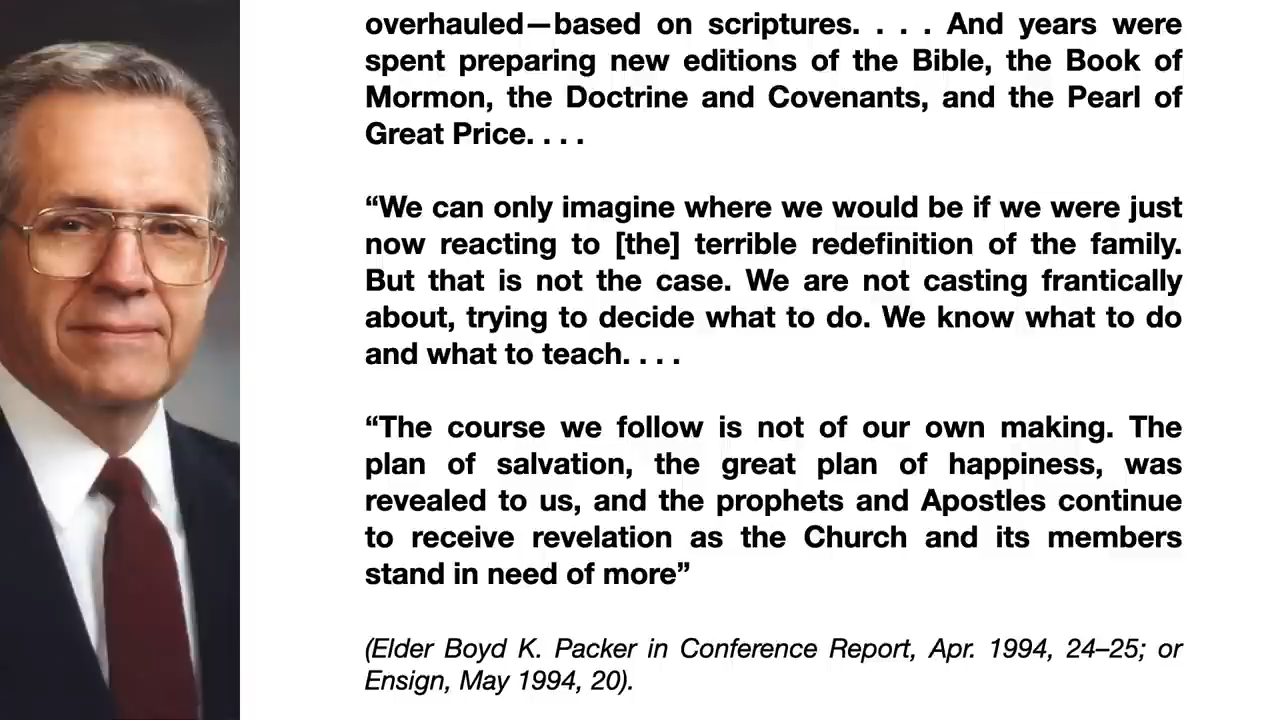 overhauled—based on scriptures. . . . And years were
spent preparing new editions of the Bible, the Book of
Mormon, the Doctrine and Covenants, and the Pearl of
Great Price. . . .
“We can only imagine where we would be if we were just
now reacting to [the] terrible redefinition of the family.
But that is not the case. We are not casting frantically
about, trying to decide what to do. We know what to do
and what to teach. . . .
“The course we follow is not of our own making. The
plan of salvation, the great plan of happiness, was
revealed to us, and the prophets and Apostles continue
to receive revelation as the Church and its members
stand in need of more”
(Elder Boyd K. Packer in Conference Report, Apr. 1994, 24–25; or
Ensign, May 1994, 20).